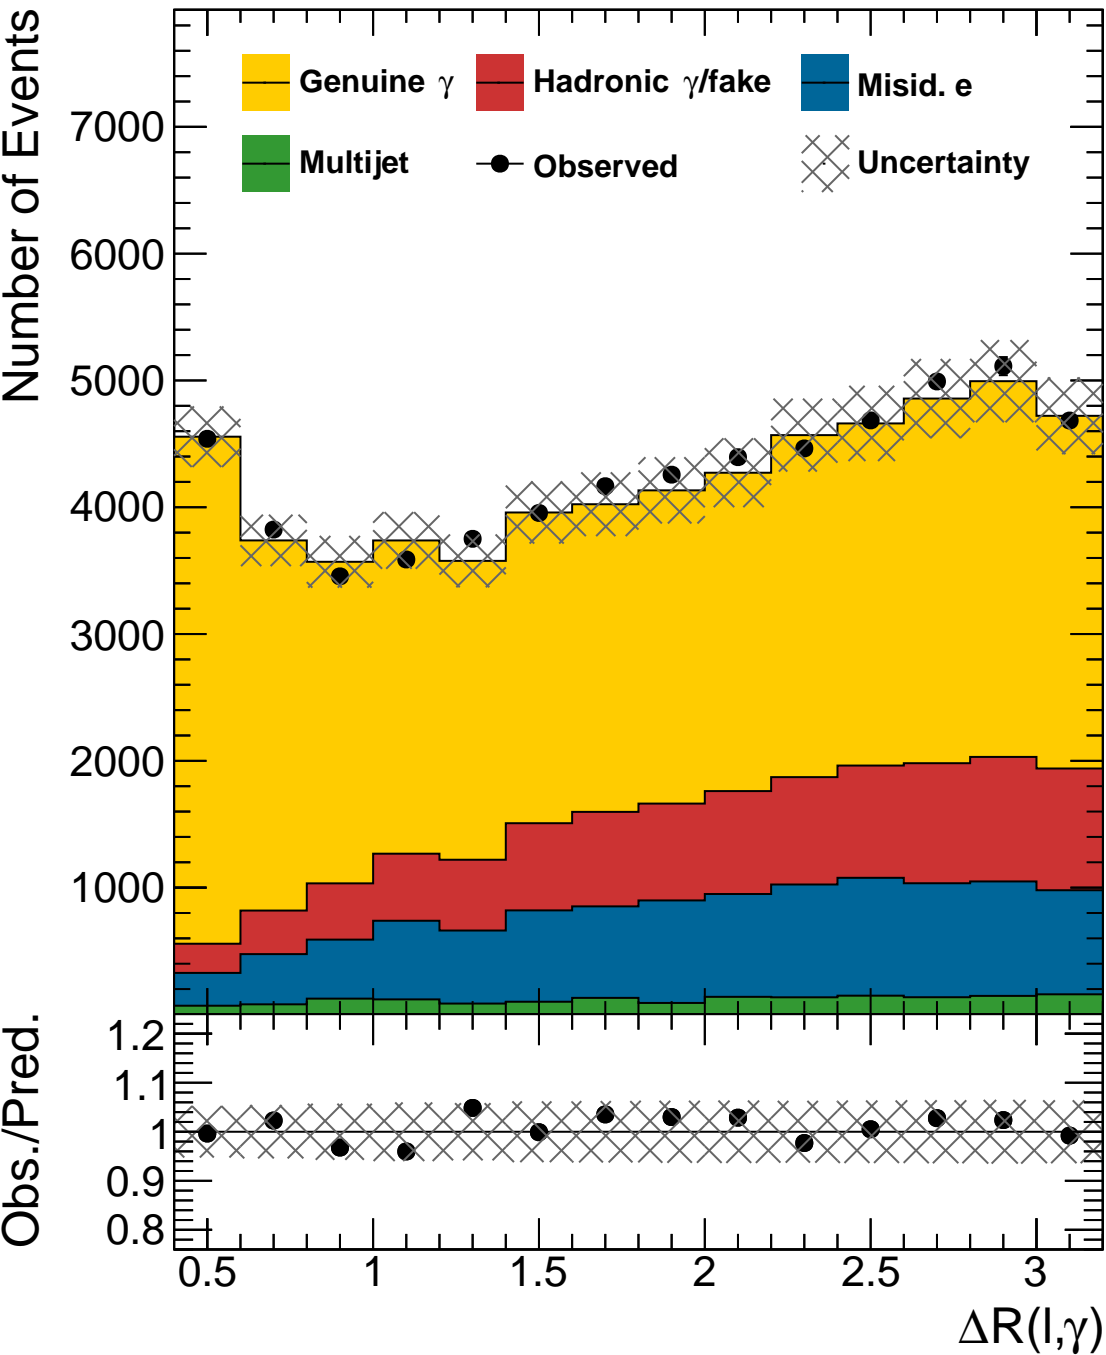 Number of Events
7000
6000
5000
4000
3000
2000
1000
Genuine γ
Hadronic γ/fake
Misid. e
Multijet
Observed
Uncertainty
Obs./Pred.
1.2
1.1
1
0.9
0.8
0.5 1 1.5 2 2.5 3
ΔR(l,γ)